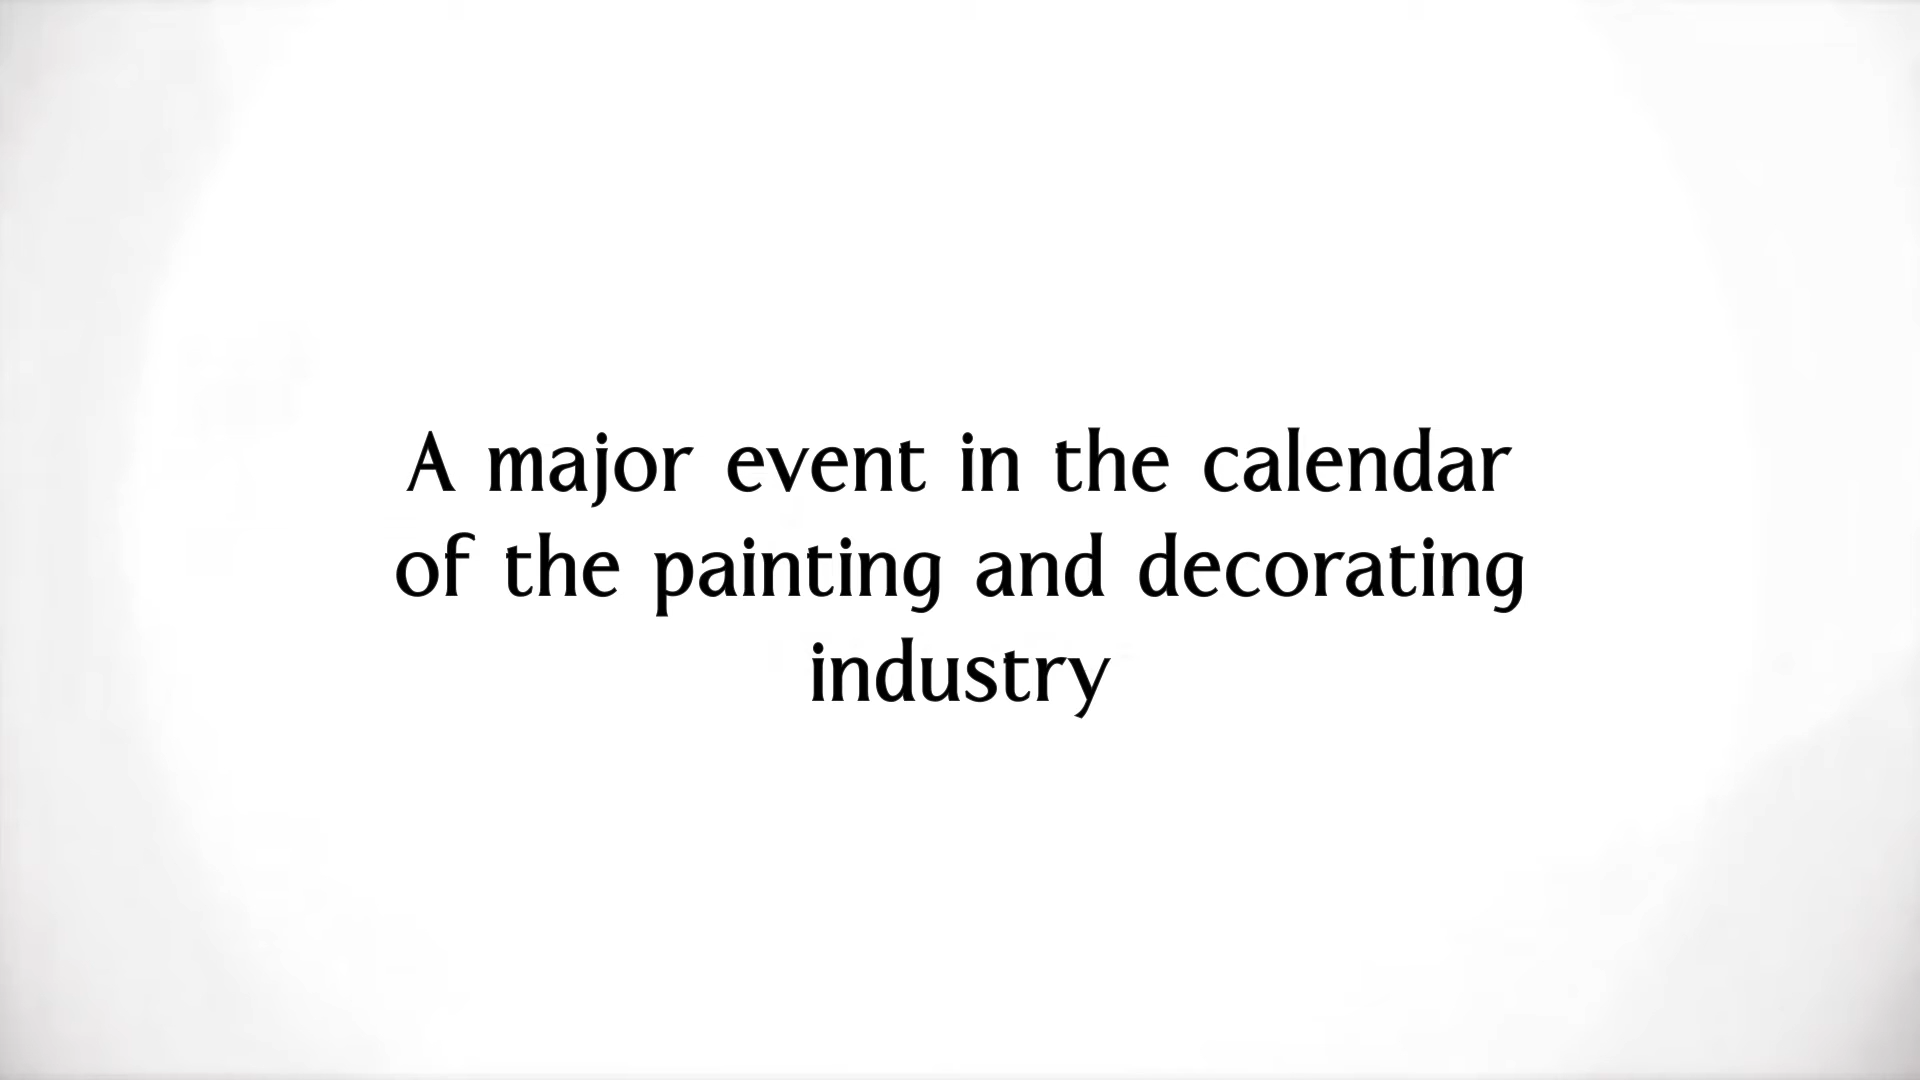 A major event in the calendar
of the painting and decorating
industry